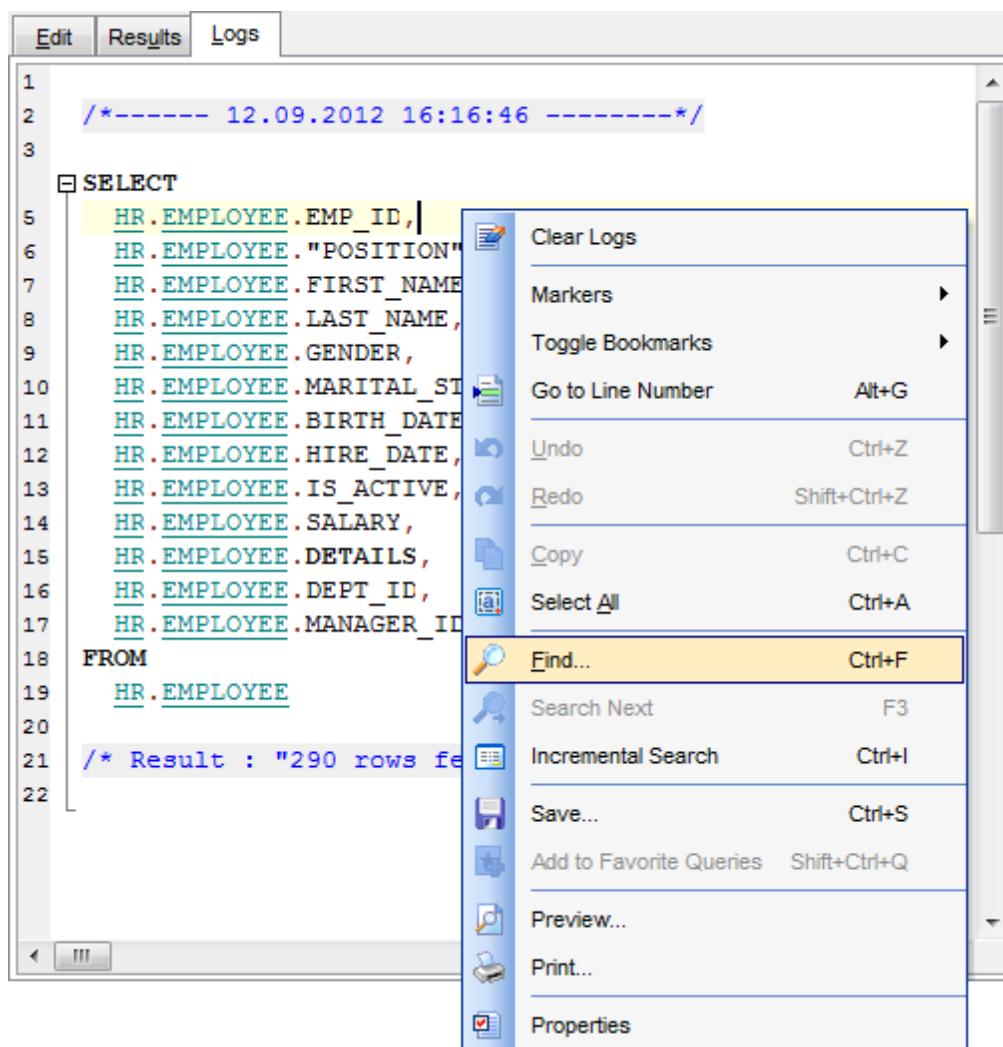 Edit Results Logs
1
2 /*------ 12.09.2012 16:16:46 --------*/
3
SELECT
5 HR.EMPLOYEE.EMP_ID,
6 HR.EMPLOYEE."POSITION"
7 HR.EMPLOYEE.FIRST_NAME
8 HR.EMPLOYEE.LAST_NAME,
9 HR.EMPLOYEE.GENDER,
10 HR.EMPLOYEE.MARITAL_ST
11 HR.EMPLOYEE.BIRTH_DATE
12 HR.EMPLOYEE.HIRE_DATE,
13 HR.EMPLOYEE.IS_ACTIVE,
14 HR.EMPLOYEE.SALARY,
15 HR.EMPLOYEE.DETAILS,
16 HR.EMPLOYEE.DEPT_ID,
17 HR.EMPLOYEE.MANAGER_ID
18 FROM
19 HR.EMPLOYEE
20
21 /* Result : "290 rows fe
22
Clear Logs
Markers
Toggle Bookmarks
Go to Line Number Alt+G
Undo Ctrl+Z
Redo Shift+Ctrl+Z
Copy Ctrl+C
Select All Ctrl+A
Find... Ctrl+F
Search Next F3
Incremental Search Ctrl+I
Save... Ctrl+S
Add to Favorite Queries Shift+Ctrl+Q
Preview...
Print...
Properties